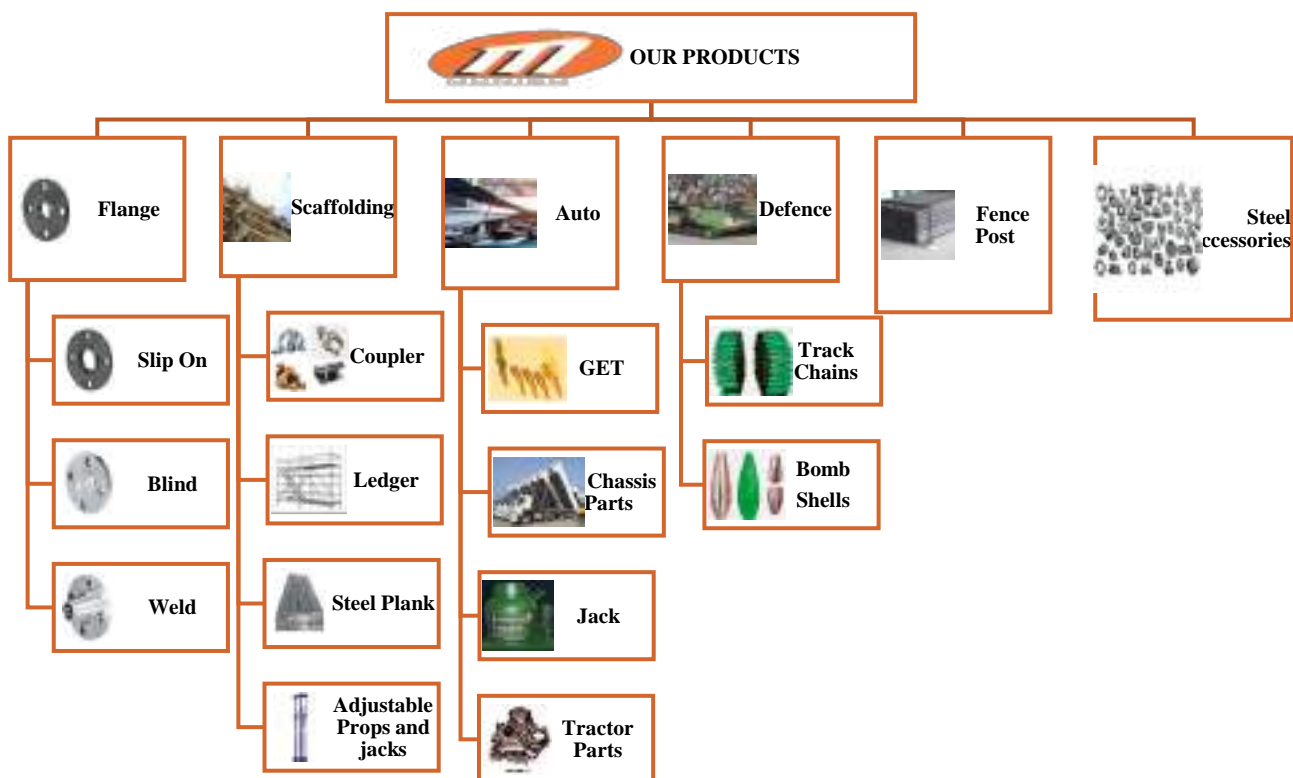 OUR PRODUCTS
Flange
Scaffolding
Auto
Defence
Fence
Post
Steel
ccessories
Slip On
Coupler
GET
Track
Chains
Blind
Ledger
Chassis
Parts
Bomb
Shells
Weld
Steel Plank
Jack
Adjustable
Props and
jacks
Tractor
Parts